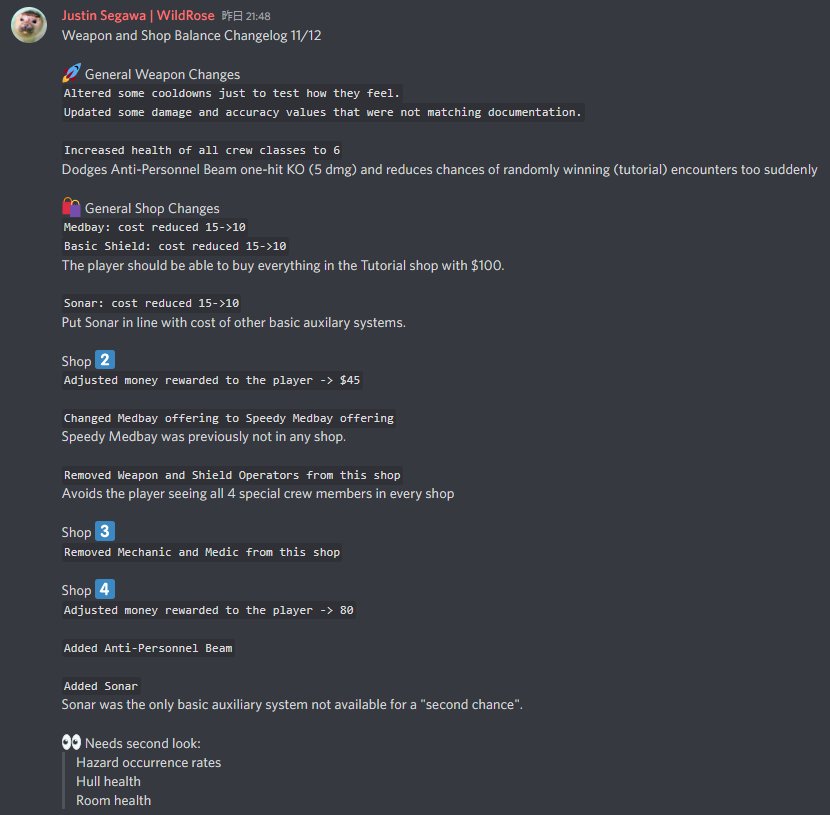 Justin Segawa | WildRose 昨日 21:48
Weapon and Shop Balance Changelog 11/12
🚀 General Weapon Changes
Altered some cooldowns just to test how they feel.
Updated some damage and accuracy values that were not matching documentation.
Increased health of all crew classes to 6
Dodges Anti-Personnel Beam one-hit KO (5 dmg) and reduces chances of randomly winning (tutorial) encounters too suddenly
🛍️ General Shop Changes
Medbay: cost reduced 15->10
Basic Shield: cost reduced 15->10
The player should be able to buy everything in the Tutorial shop with $100.
Sonar: cost reduced 15->10
Put Sonar in line with cost of other basic auxilary systems.
Shop 2️⃣
Adjusted money rewarded to the player -> $45
Changed Medbay offering to Speedy Medbay offering
Speedy Medbay was previously not in any shop.
Removed Weapon and Shield Operators from this shop
Avoids the player seeing all 4 special crew members in every shop
Shop 3️⃣
Removed Mechanic and Medic from this shop
Shop 4️⃣
Adjusted money rewarded to the player -> 80
Added Anti-Personnel Beam
Added Sonar
Sonar was the only basic auxiliary system not available for a "second chance".
👀 Needs second look:
Hazard occurrence rates
Hull health
Room health